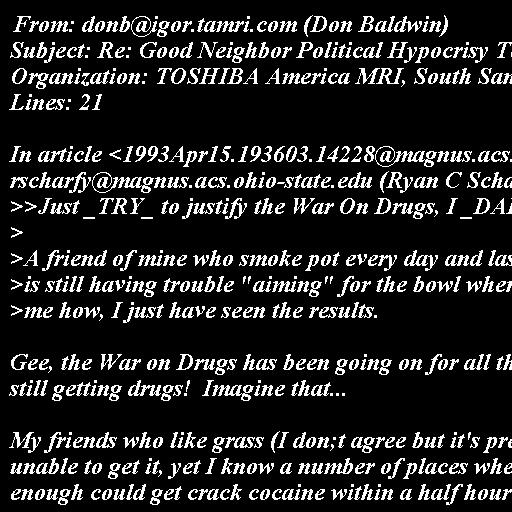 From: donb@igor.tamri.com (Don Baldwin)
Subject: Re: Good Neighbor Political Hypocrisy
Organization: TOSHIBA America MRI, South
Lines: 21

In article <1993Apr15.193603.14228@magnus.acs.
rscharfy@magnus.acs.ohio-state.edu (Ryan C
>>Just _TRY_ to justify the War On Drugs, I
>
>A friend of mine who smoke pot every day and
>is still having trouble "aiming" for the bowl
>me how, I just have seen the results.

Gee, the War on Drugs has been going on for all
still getting drugs!  Imagine that...

My friends who like grass (I don;t agree but it's
unable to get it, yet I know a number of places
enough could get crack cocaine within a half hour